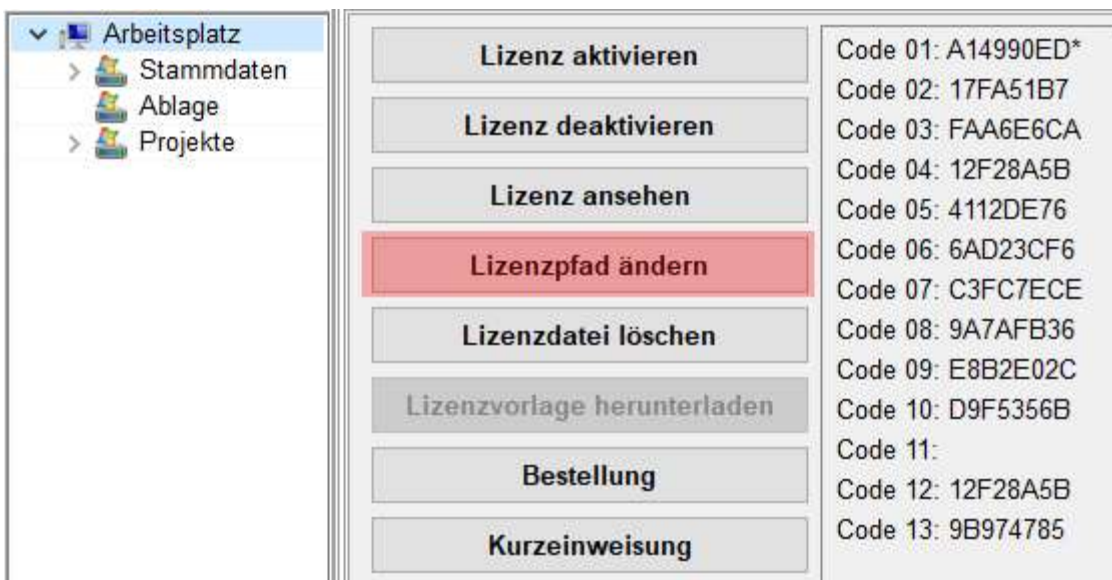 Arbeitsplatz
Stammdaten
Ablage
Projekte
Lizenz aktivieren
Lizenz deaktivieren
Lizenz ansehen
Lizenzpfad ändern
Lizenzdatei löschen
Lizenzvorlage herunterladen
Bestellung
Kurzeinweisung
Code 01: A14990ED*
Code 02: 17FA51B7
Code 03: FAA6E6CA
Code 04: 12F28A5B
Code 05: 4112DE76
Code 06: 6AD23CF6
Code 07: C3FC7ECE
Code 08: 9A7AFB36
Code 09: E8B2E02C
Code 10: D9F5356B
Code 11:
Code 12: 12F28A5B
Code 13: 9B974785